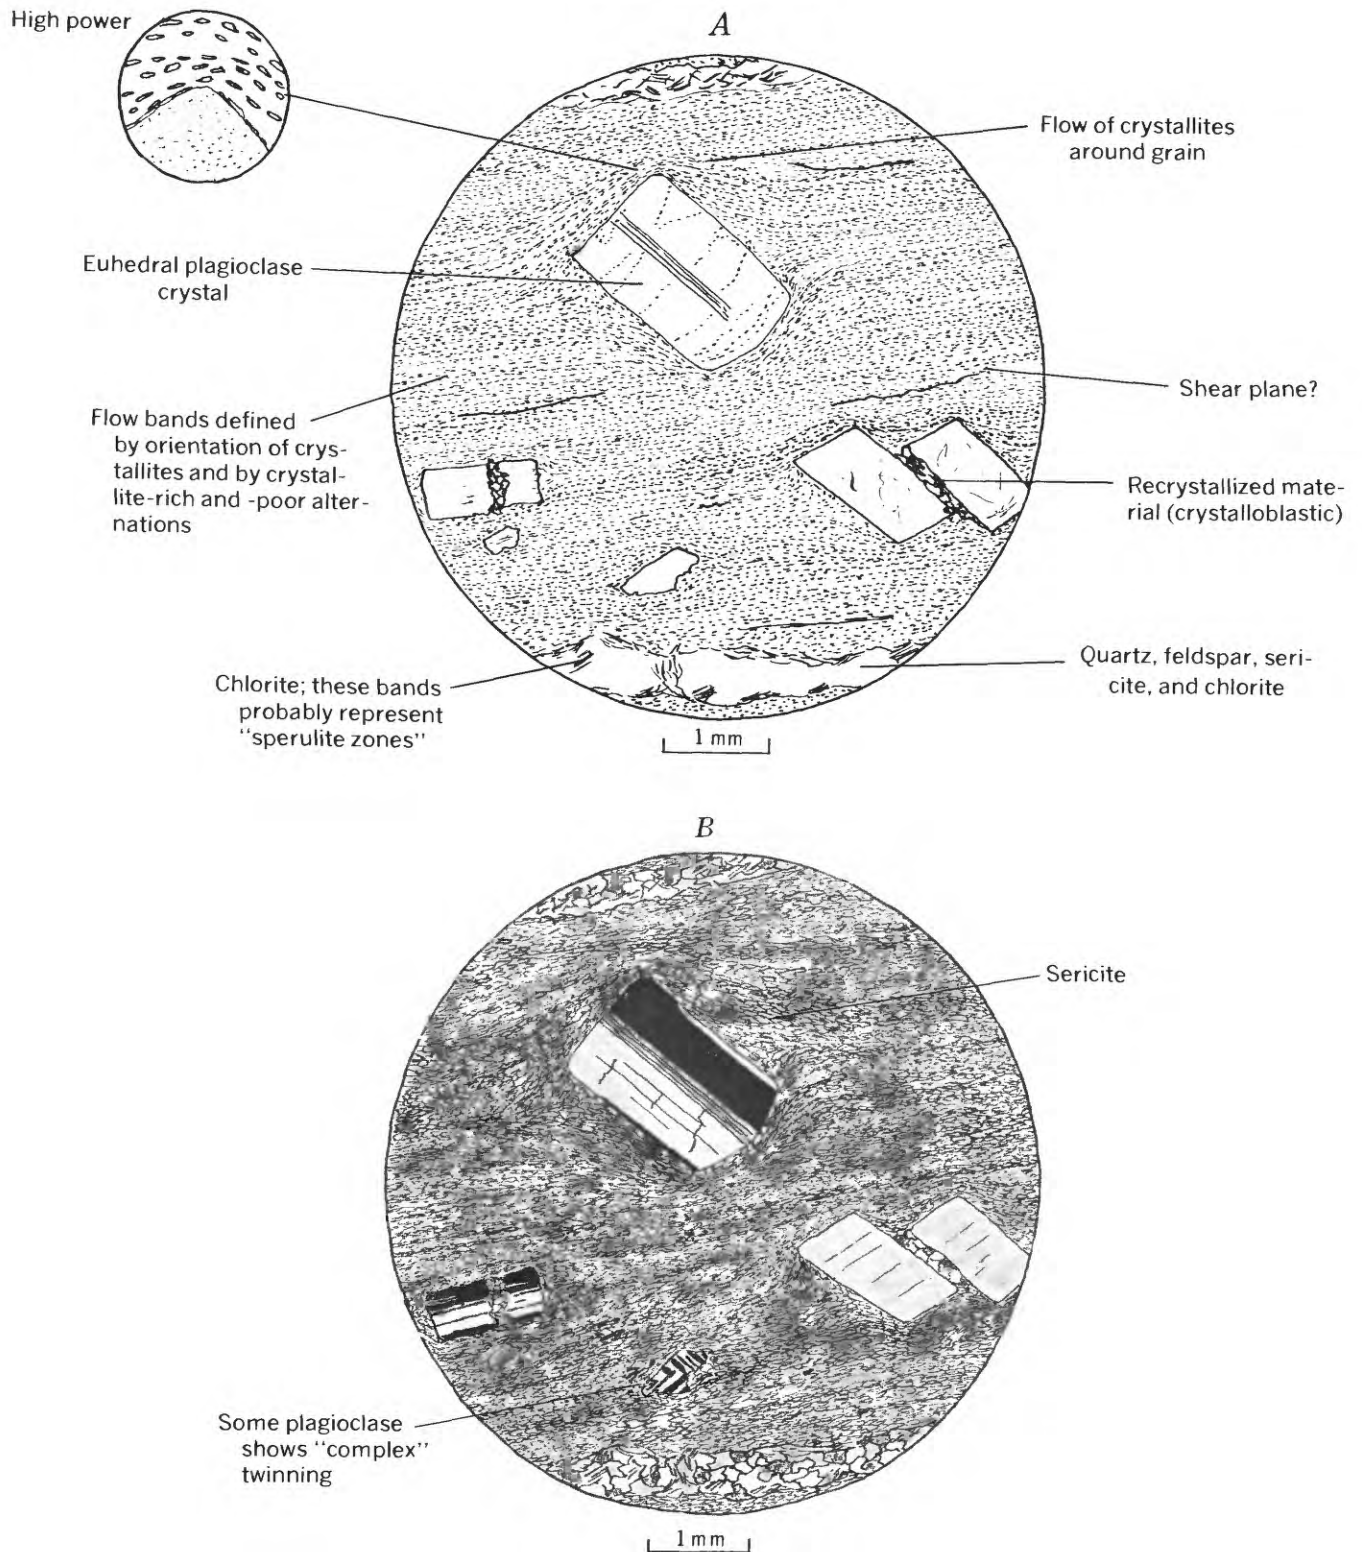 High power
A
Flow of crystallites
around grain
Euhedral plagioclase
crystal
Shear plane?
Flow bands defined
by orientation of crys-
tallites and by crystal-
lite-rich and -poor alter-
nations
Recrystallized mate-
rial (crystalloblastic)
Quartz, feldspar, seri-
cite, and chlorite
Chlorite; these bands
probably represent
"sperulite zones"
1 mm
B
Sericite
Some plagioclase
shows "complex"
twinning
1 mm